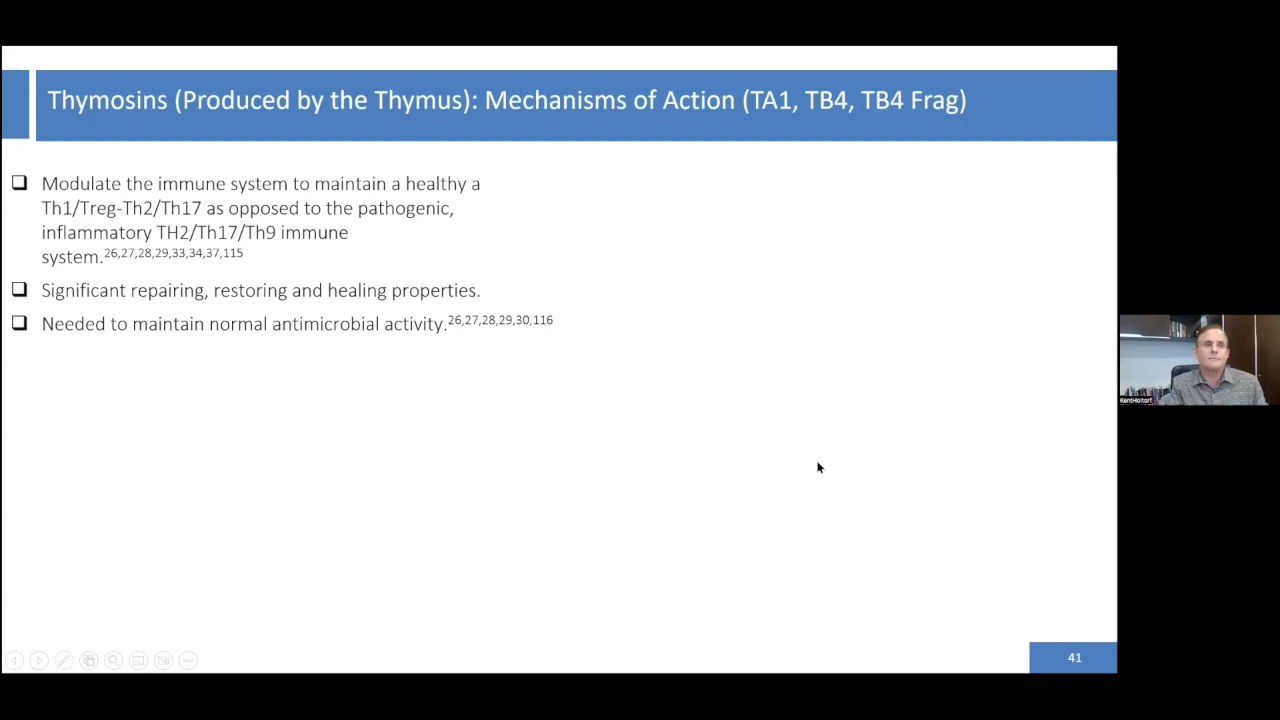 Thymosins (Produced by the Thymus): Mechanisms of Action (TA1, TB4, TB4 Frag)
❑ Modulate the immune system to maintain a healthy a
Th1/Treg-Th2/Th17 as opposed to the pathogenic,
inflammatory TH2/Th17/Th9 immune
system.26,27,28,29,33,34,37,115
❑ Significant repairing, restoring and healing properties.
❑ Needed to maintain normal antimicrobial activity.26,27,28,29,30,116
KentHoltorf
41